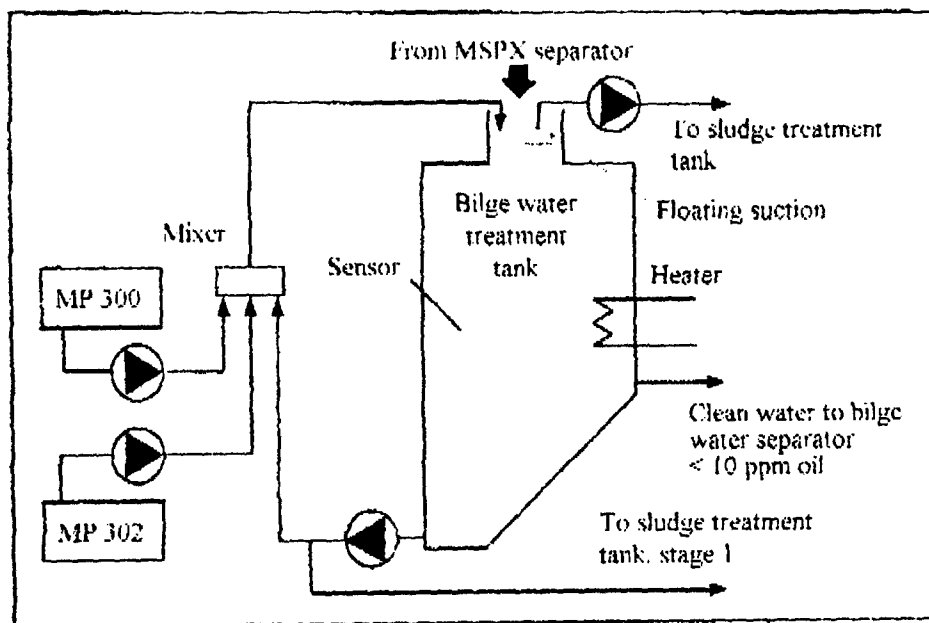 From MSPX separator
To sludge treatment
tank
Bilge water
treatment
tank
Floating suction
Mixer
Sensor
Heater
MP 300
Clean water to bilge
water separator
< 10 ppm oil
MP 302
To sludge treatment
tank, stage 1